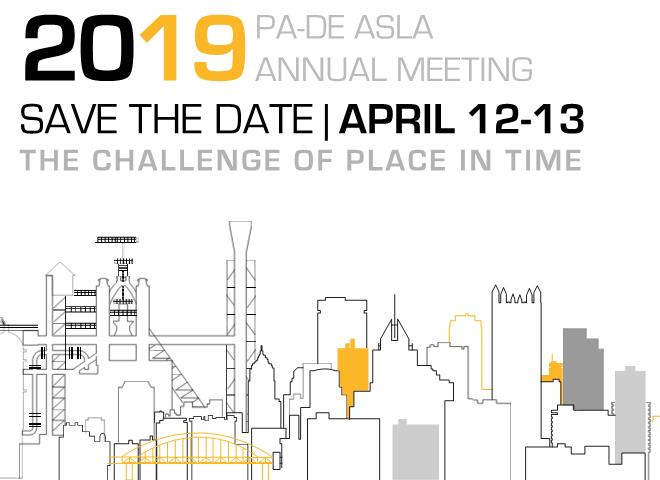 2019 PA-DE ASLA
ANNUAL MEETING
SAVE THE DATE | APRIL 12-13
THE CHALLENGE OF PLACE IN TIME